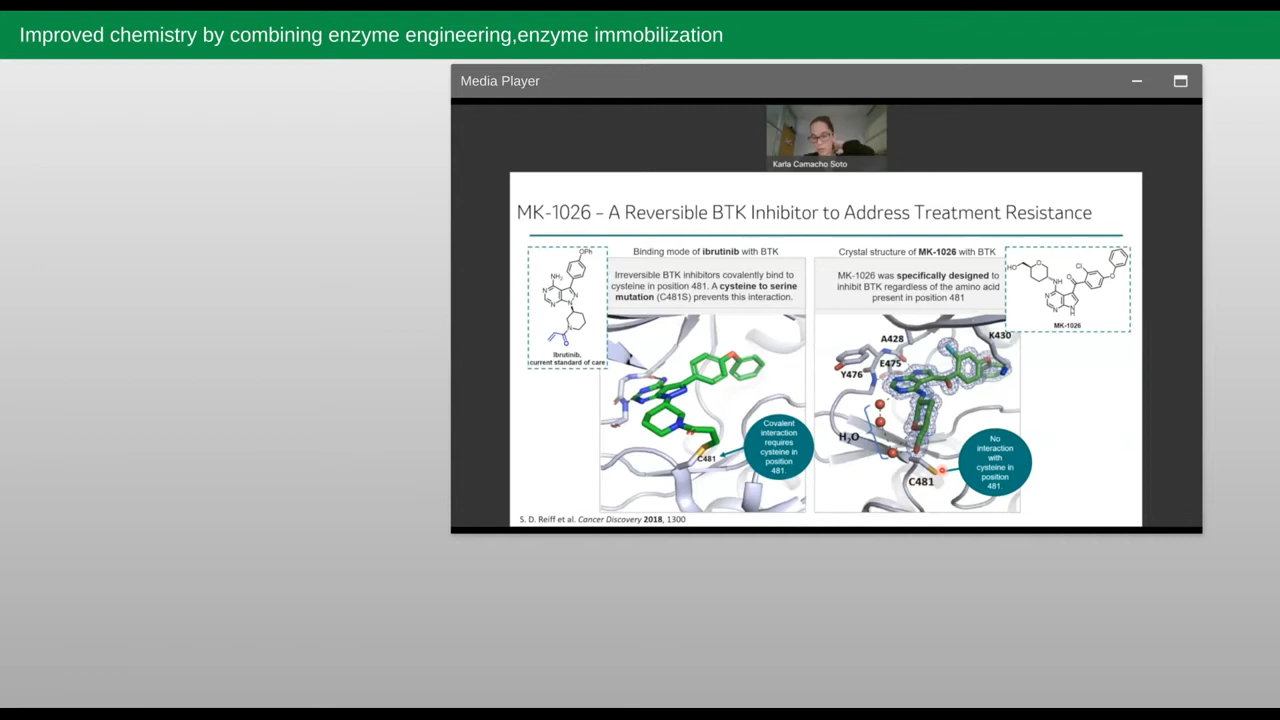 Improved chemistry by combining enzyme engineering,enzyme immobilization
Media Player
Karla Camacho Soto
MK-1026 – A Reversible BTK Inhibitor to Address Treatment Resistance
Binding mode of ibrutinib with BTK
Irreversible BTK inhibitors covalently bind to
cysteine in position 481. A cysteine to serine
mutation (C481S) prevents this interaction.
OPh
NH₂
N
N
N
N
N
O
Ibrutinib,
current standard of care
C481
Covalent
interaction
requires
cysteine in
position
481.
Crystal structure of MK-1026 with BTK
MK-1026 was specifically designed to
inhibit BTK regardless of the amino acid
present in position 481
HO
O
NH
O
Cl
O
N
N
N
H
MK-1026
A428
K430
Y476
E475
H₂O
C481
No
interaction
with
cysteine in
position
481.
S. D. Reiff et al. Cancer Discovery 2018, 1300